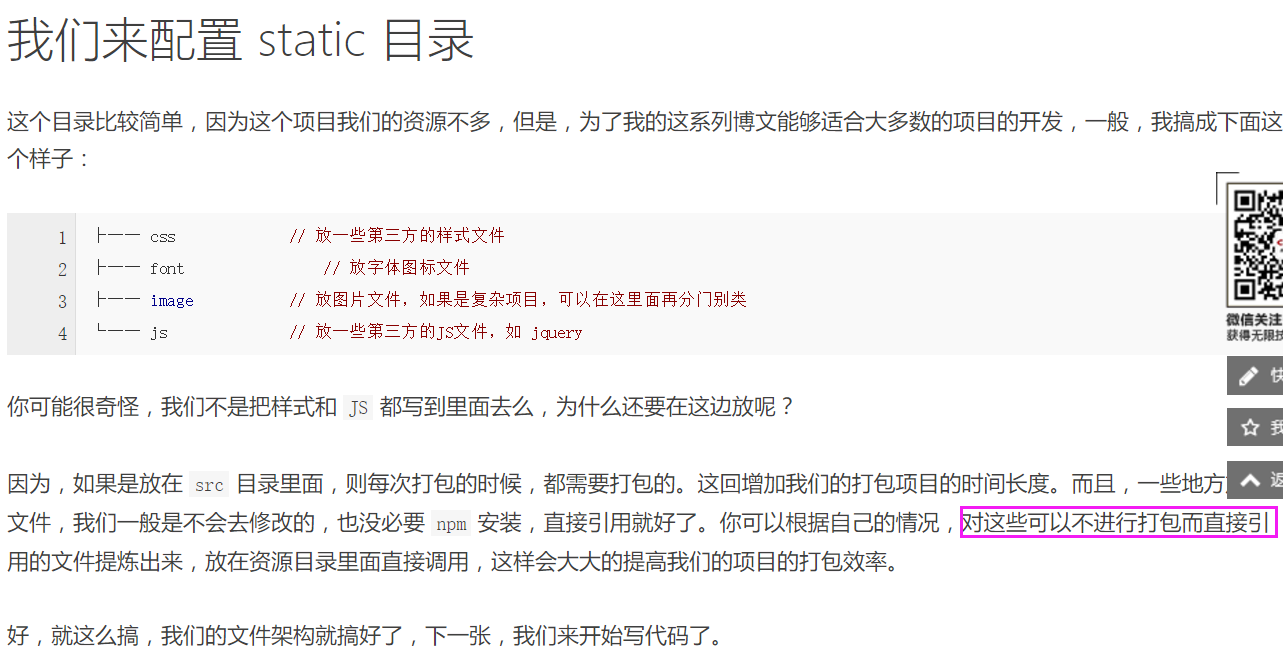 我们来配置 static 目录
这个目录比较简单，因为这个项目我们的资源不多，但是，为了我的这系列博文能够适合大多数的项目的开发，一般，我搞成下面这
个样子：
1 ├── css // 放一些第三方的样式文件
2 ├── font // 放字体图标文件
3 ├── image // 放图片文件，如果是复杂项目，可以在这里面再分门别类
4 └── js // 放一些第三方的JS文件，如 jquery
微信关注
获得无限技
快
你可能很奇怪，我们不是把样式和 JS 都写到里面去么，为什么还要在这边放呢？
我
因为，如果是放在 src 目录里面，则每次打包的时候，都需要打包的。这回增加我们的打包项目的时间长度。而且，一些地方
返
文件，我们一般是不会去修改的，也没必要 npm 安装，直接引用就好了。你可以根据自己的情况，对这些可以不进行打包而直接引
用的文件提炼出来，放在资源目录里面直接调用，这样会大大的提高我们的项目的打包效率。
好，就这么搞，我们的文件架构就搞好了，下一张，我们来开始写代码了。